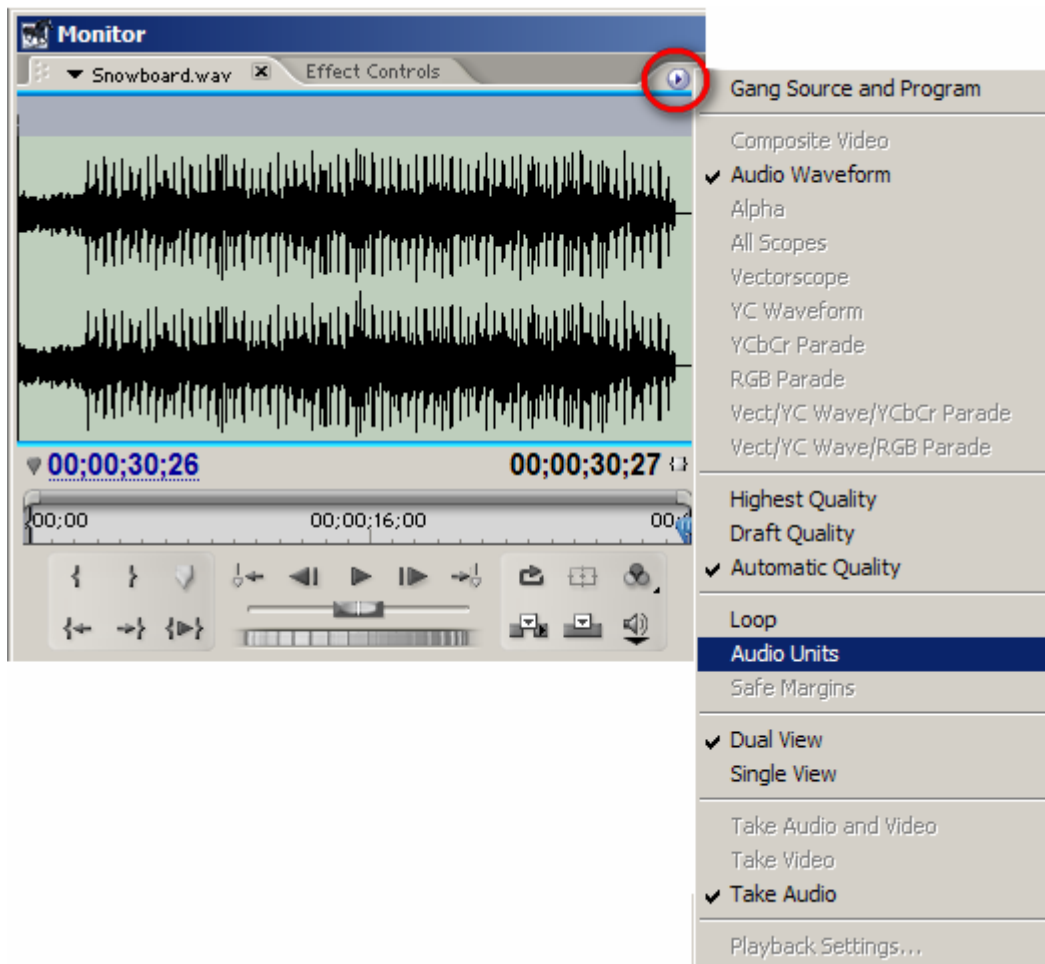 Monitor
Snowboard.wav
Effect Controls
00;00;30;26
00;00;30;27
00;00
00;00;16;00
00;
Gang Source and Program
Composite Video
Audio Waveform
Alpha
All Scopes
Vectorscope
YC Waveform
YCbCr Parade
RGB Parade
Vect/YC Wave/YCbCr Parade
Vect/YC Wave/RGB Parade
Highest Quality
Draft Quality
Automatic Quality
Loop
Audio Units
Safe Margins
Dual View
Single View
Take Audio and Video
Take Video
Take Audio
Playback Settings...